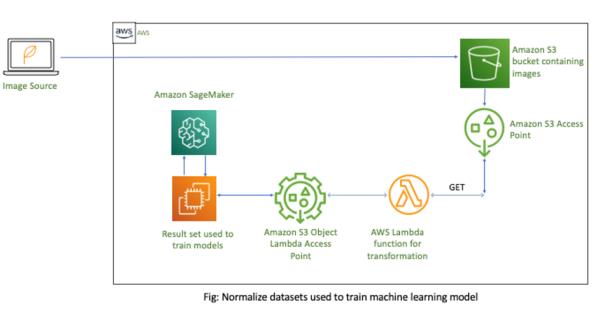 aws
AWS
Image Source
Amazon S3
bucket containing
images
Amazon SageMaker
Amazon S3 Access
Point
GET
Result set used to
train models
Amazon S3 Object
Lambda Access
Point
AWS Lambda
function for
transformation
Fig: Normalize datasets used to train machine learning model